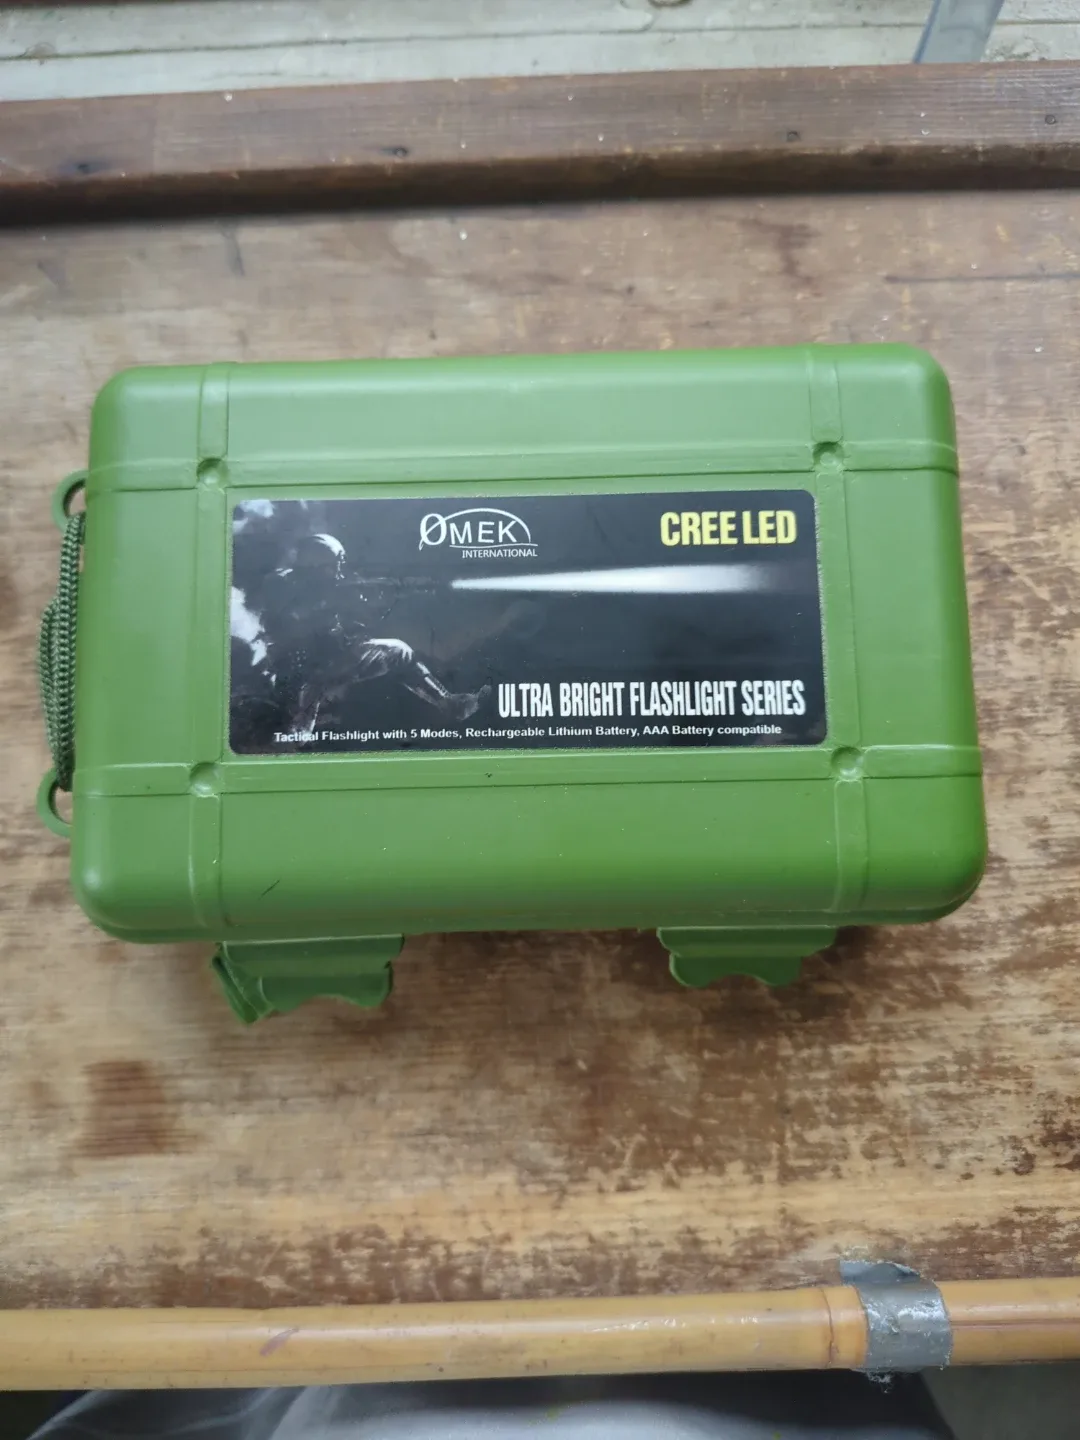 ØMEK
INTERNATIONAL
CREE LED
ULTRA BRIGHT FLASHLIGHT SERIES
Tactical Flashlight with 5 Modes, Rechargeable Lithium Battery, AAA Battery compatible